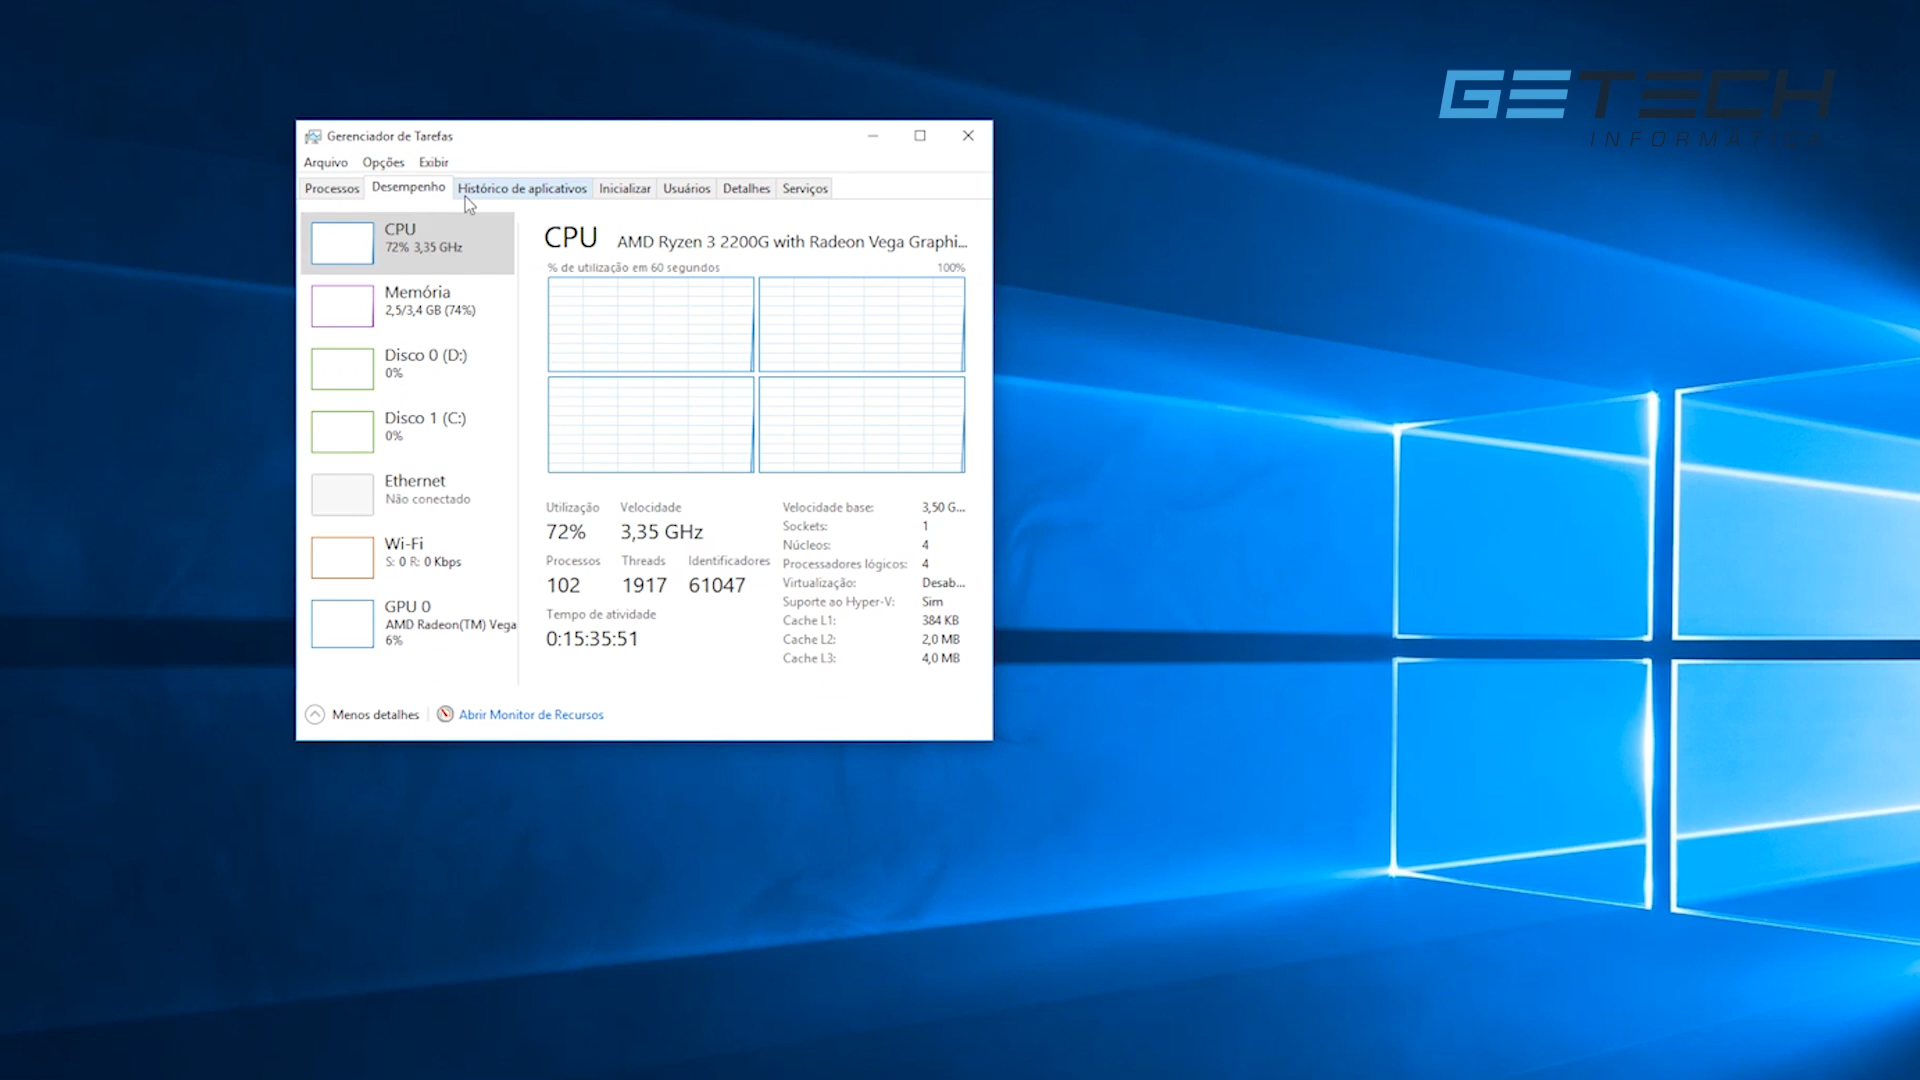 GETECH
INFORMÁTICA
Gerenciador de Tarefas
Arquivo Opções Exibir
Processos Desempenho Histórico de aplicativos Inicializar Usuários Detalhes Serviços
CPU
72% 3,35 GHz
Memória
2,5/3,4 GB (74%)
Disco 0 (D:)
0%
Disco 1 (C:)
0%
Ethernet
Não conectado
Wi-Fi
S: 0 R: 0 Kbps
GPU 0
AMD Radeon(TM) Vega
6%
CPU AMD Ryzen 3 2200G with Radeon Vega Graphi...
% de utilização em 60 segundos 100%
Utilização Velocidade
72% 3,35 GHz
Processos Threads Identificadores
102 1917 61047
Tempo de atividade
0:15:35:51
Velocidade base: 3,50 G...
Sockets: 1
Núcleos: 4
Processadores lógicos: 4
Virtualização: Desab...
Suporte ao Hyper-V: Sim
Cache L1: 384 KB
Cache L2: 2,0 MB
Cache L3: 4,0 MB
Menos detalhes Abrir Monitor de Recursos